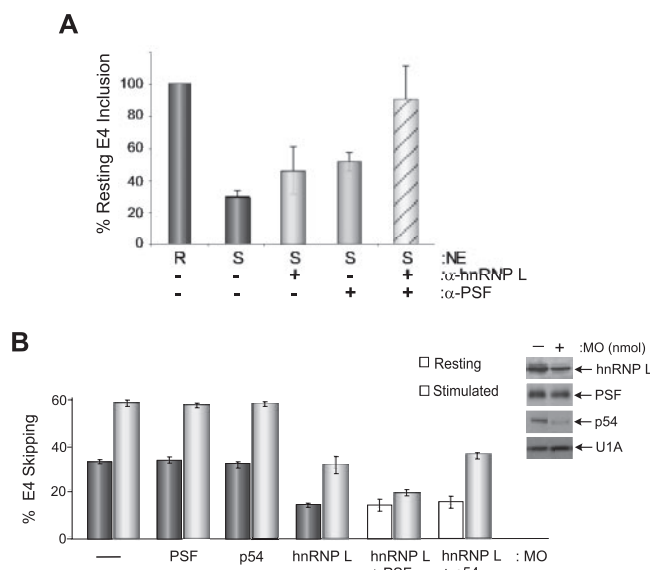 A
% Resting E4 Inclusion
100
80
60
40
20
0
R S S S S :NE
- - + - + :α-hnRNP L
- - - + + :α-PSF
B
% E4 Skipping
60
40
20
0
Resting
Stimulated
— + :MO (nmol)
hnRNP L
PSF
p54
U1A
— PSF p54 hnRNP L hnRNP L hnRNP L : MO